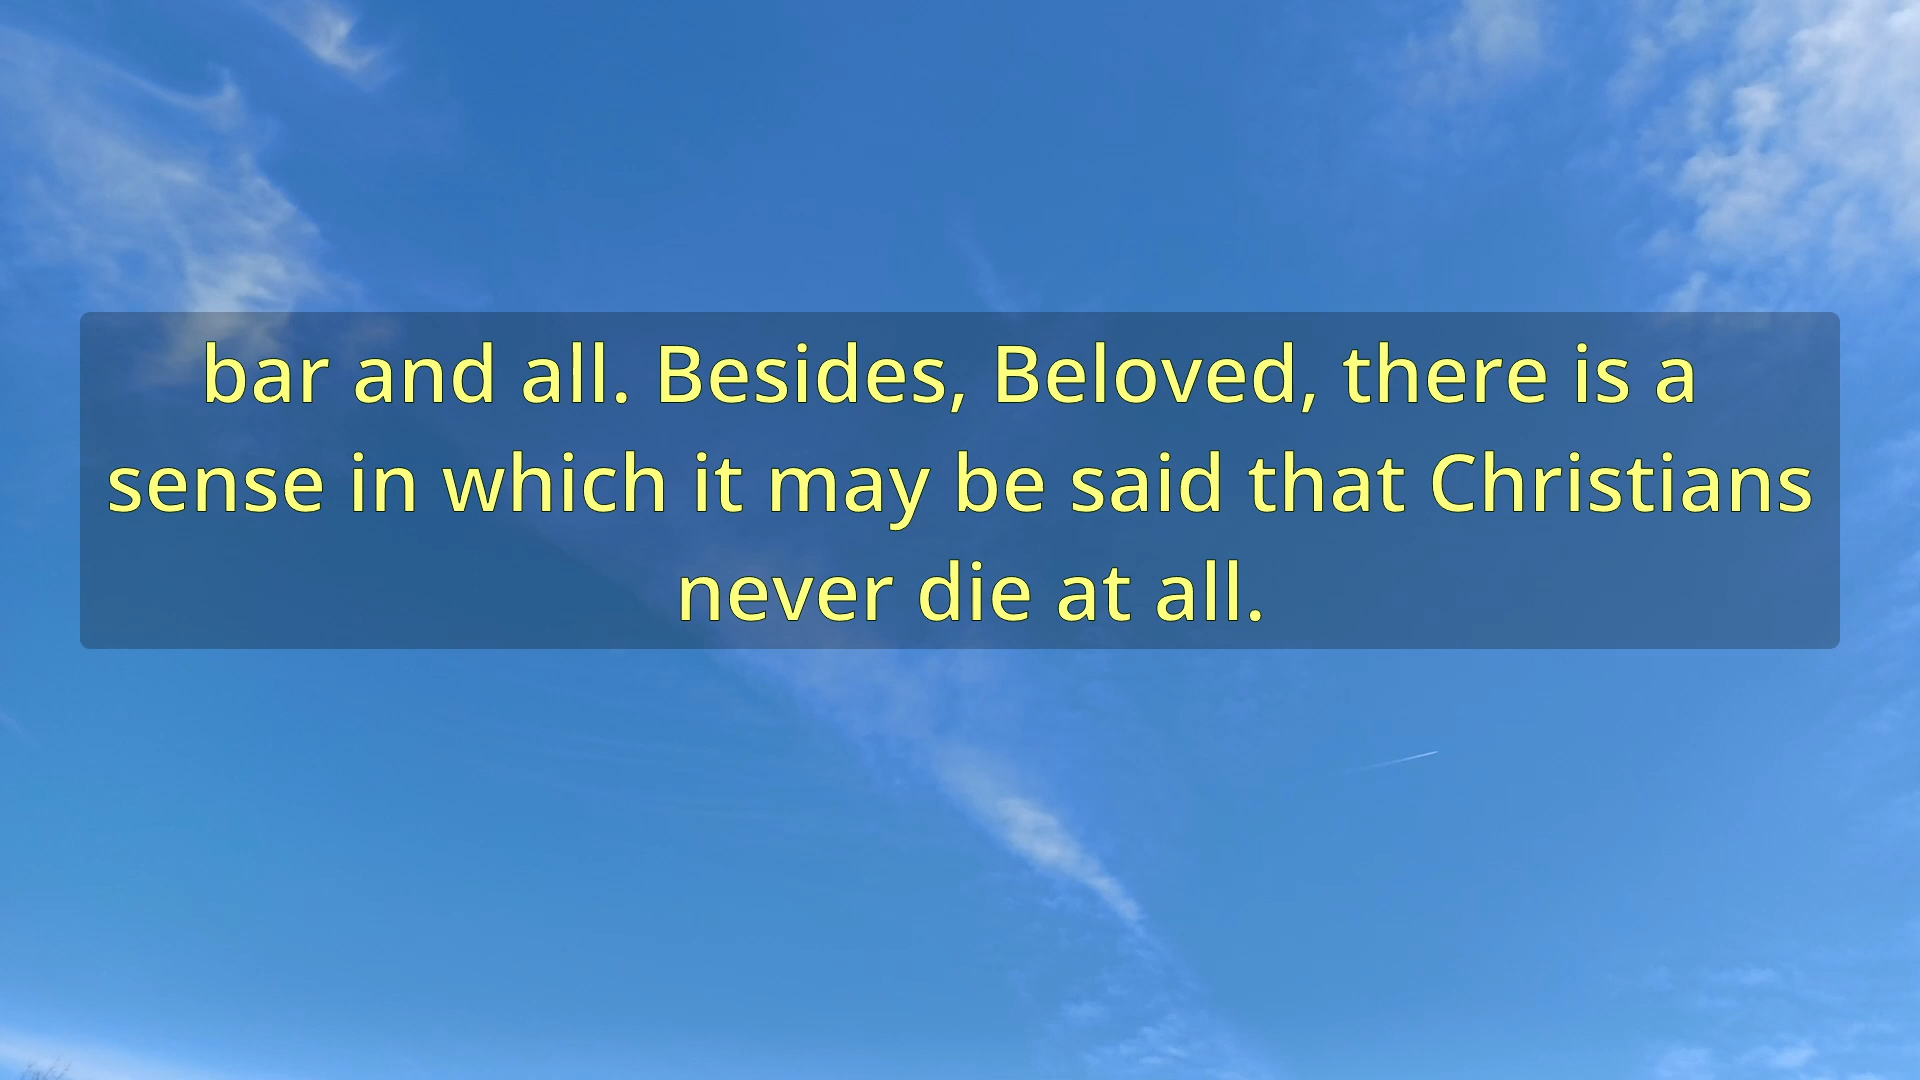 bar and all. Besides, Beloved, there is a
sense in which it may be said that Christians
never die at all.